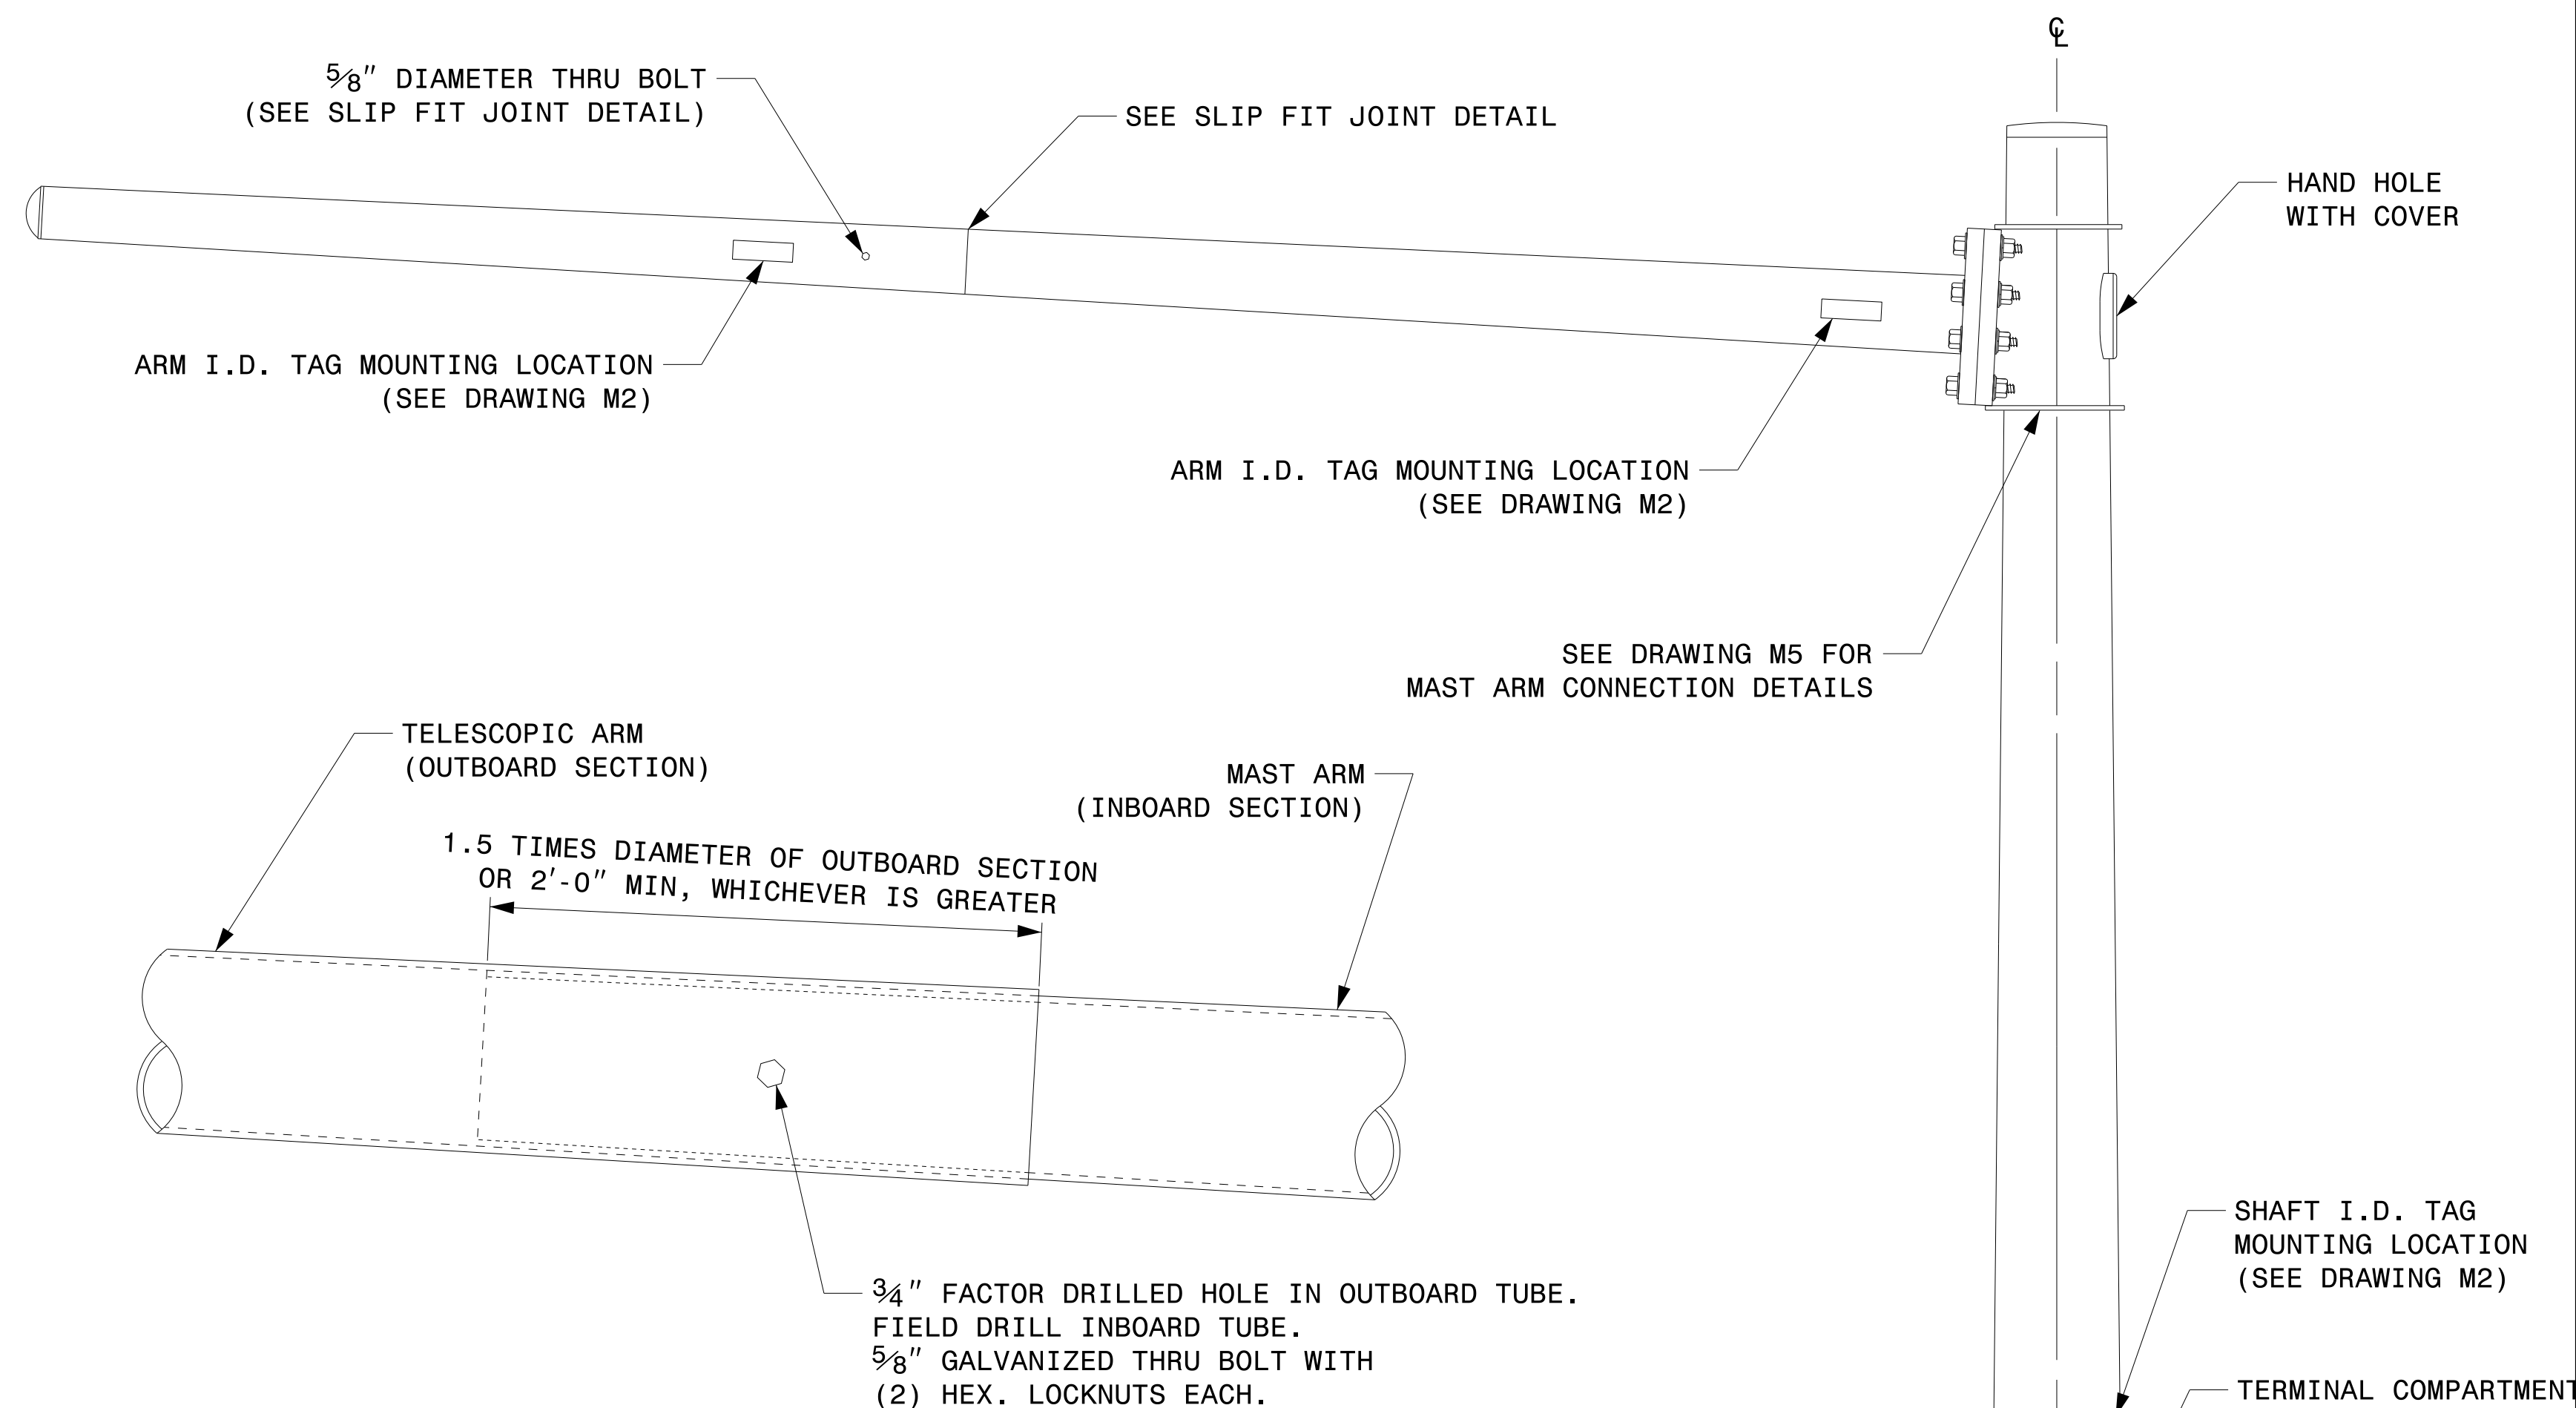 ℄
5/8" DIAMETER THRU BOLT
(SEE SLIP FIT JOINT DETAIL)
SEE SLIP FIT JOINT DETAIL
HAND HOLE
WITH COVER
ARM I.D. TAG MOUNTING LOCATION
(SEE DRAWING M2)
ARM I.D. TAG MOUNTING LOCATION
(SEE DRAWING M2)
SEE DRAWING M5 FOR
MAST ARM CONNECTION DETAILS
TELESCOPIC ARM
(OUTBOARD SECTION)
MAST ARM
(INBOARD SECTION)
1.5 TIMES DIAMETER OF OUTBOARD SECTION
OR 2'-0" MIN, WHICHEVER IS GREATER
SHAFT I.D. TAG
MOUNTING LOCATION
(SEE DRAWING M2)
3/4" FACTOR DRILLED HOLE IN OUTBOARD TUBE.
FIELD DRILL INBOARD TUBE.
5/8" GALVANIZED THRU BOLT WITH
(2) HEX. LOCKNUTS EACH.
TERMINAL COMPARTMENT